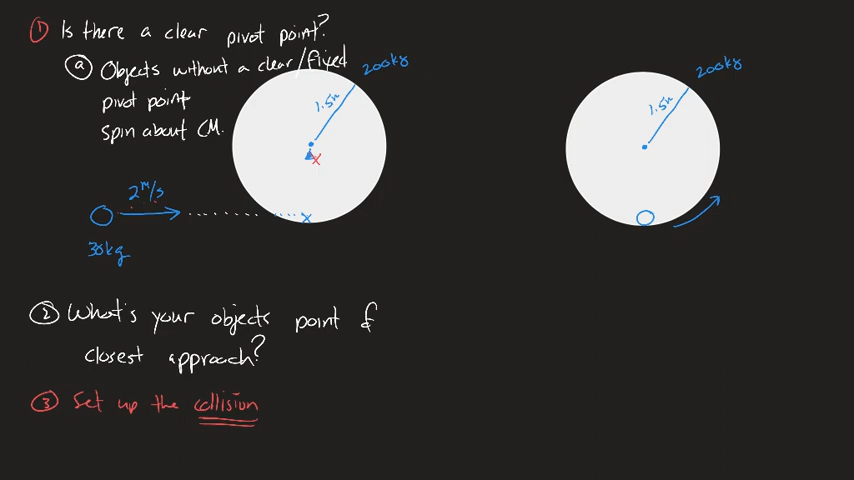 ① Is there a clear pivot point?
ⓐ Objects without a clear/fixed
pivot point
spin about CM.
200kg
1.5m
x
2 m/s
x
30kg
200kg
1.5m
② What's your objects point of
closest approach?
③ Set up the collision